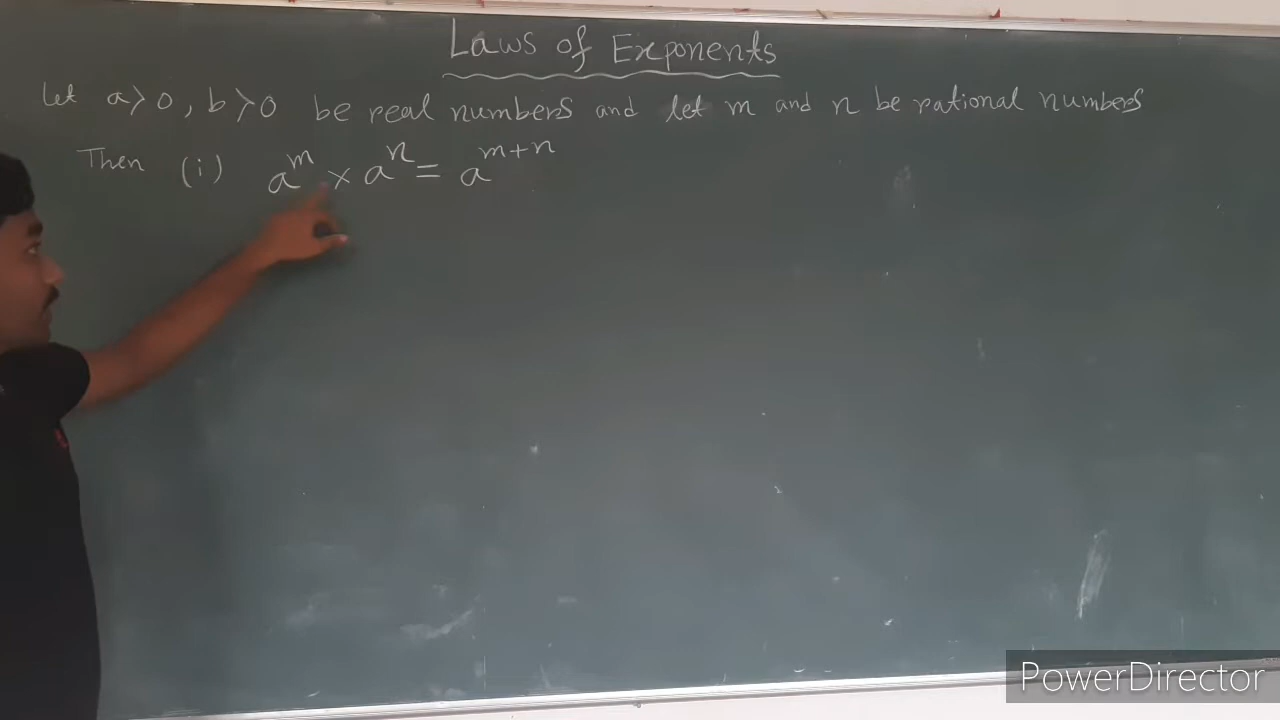 Laws of Exponents
Let a > 0, b > 0 be real numbers and let m and n be rational numbers
Then (i) a^m × a^n = a^{m+n}
PowerDirector